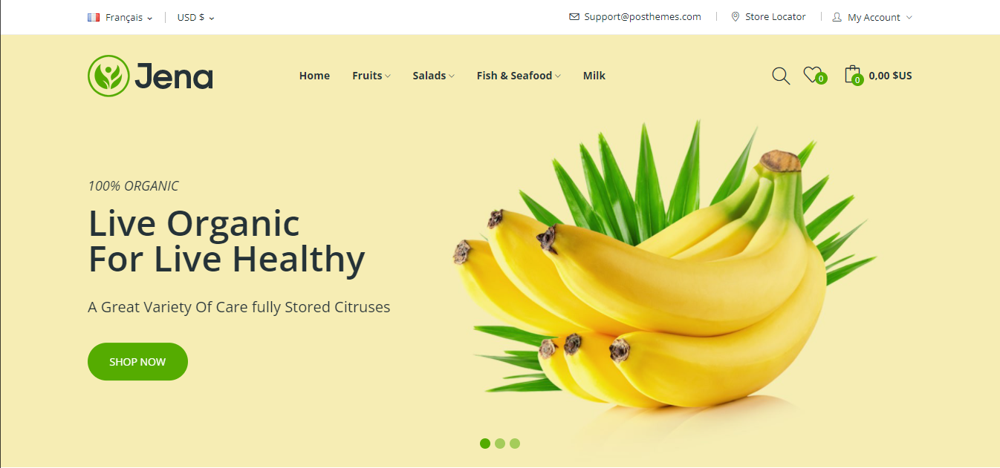 Français
USD $
Support@posthemes.com
Store Locator
My Account
Jena
Home
Fruits
Salads
Fish & Seafood
Milk
0
0
0,00 $US
100% ORGANIC
Live Organic
For Live Healthy
A Great Variety Of Care fully Stored Citruses
SHOP NOW